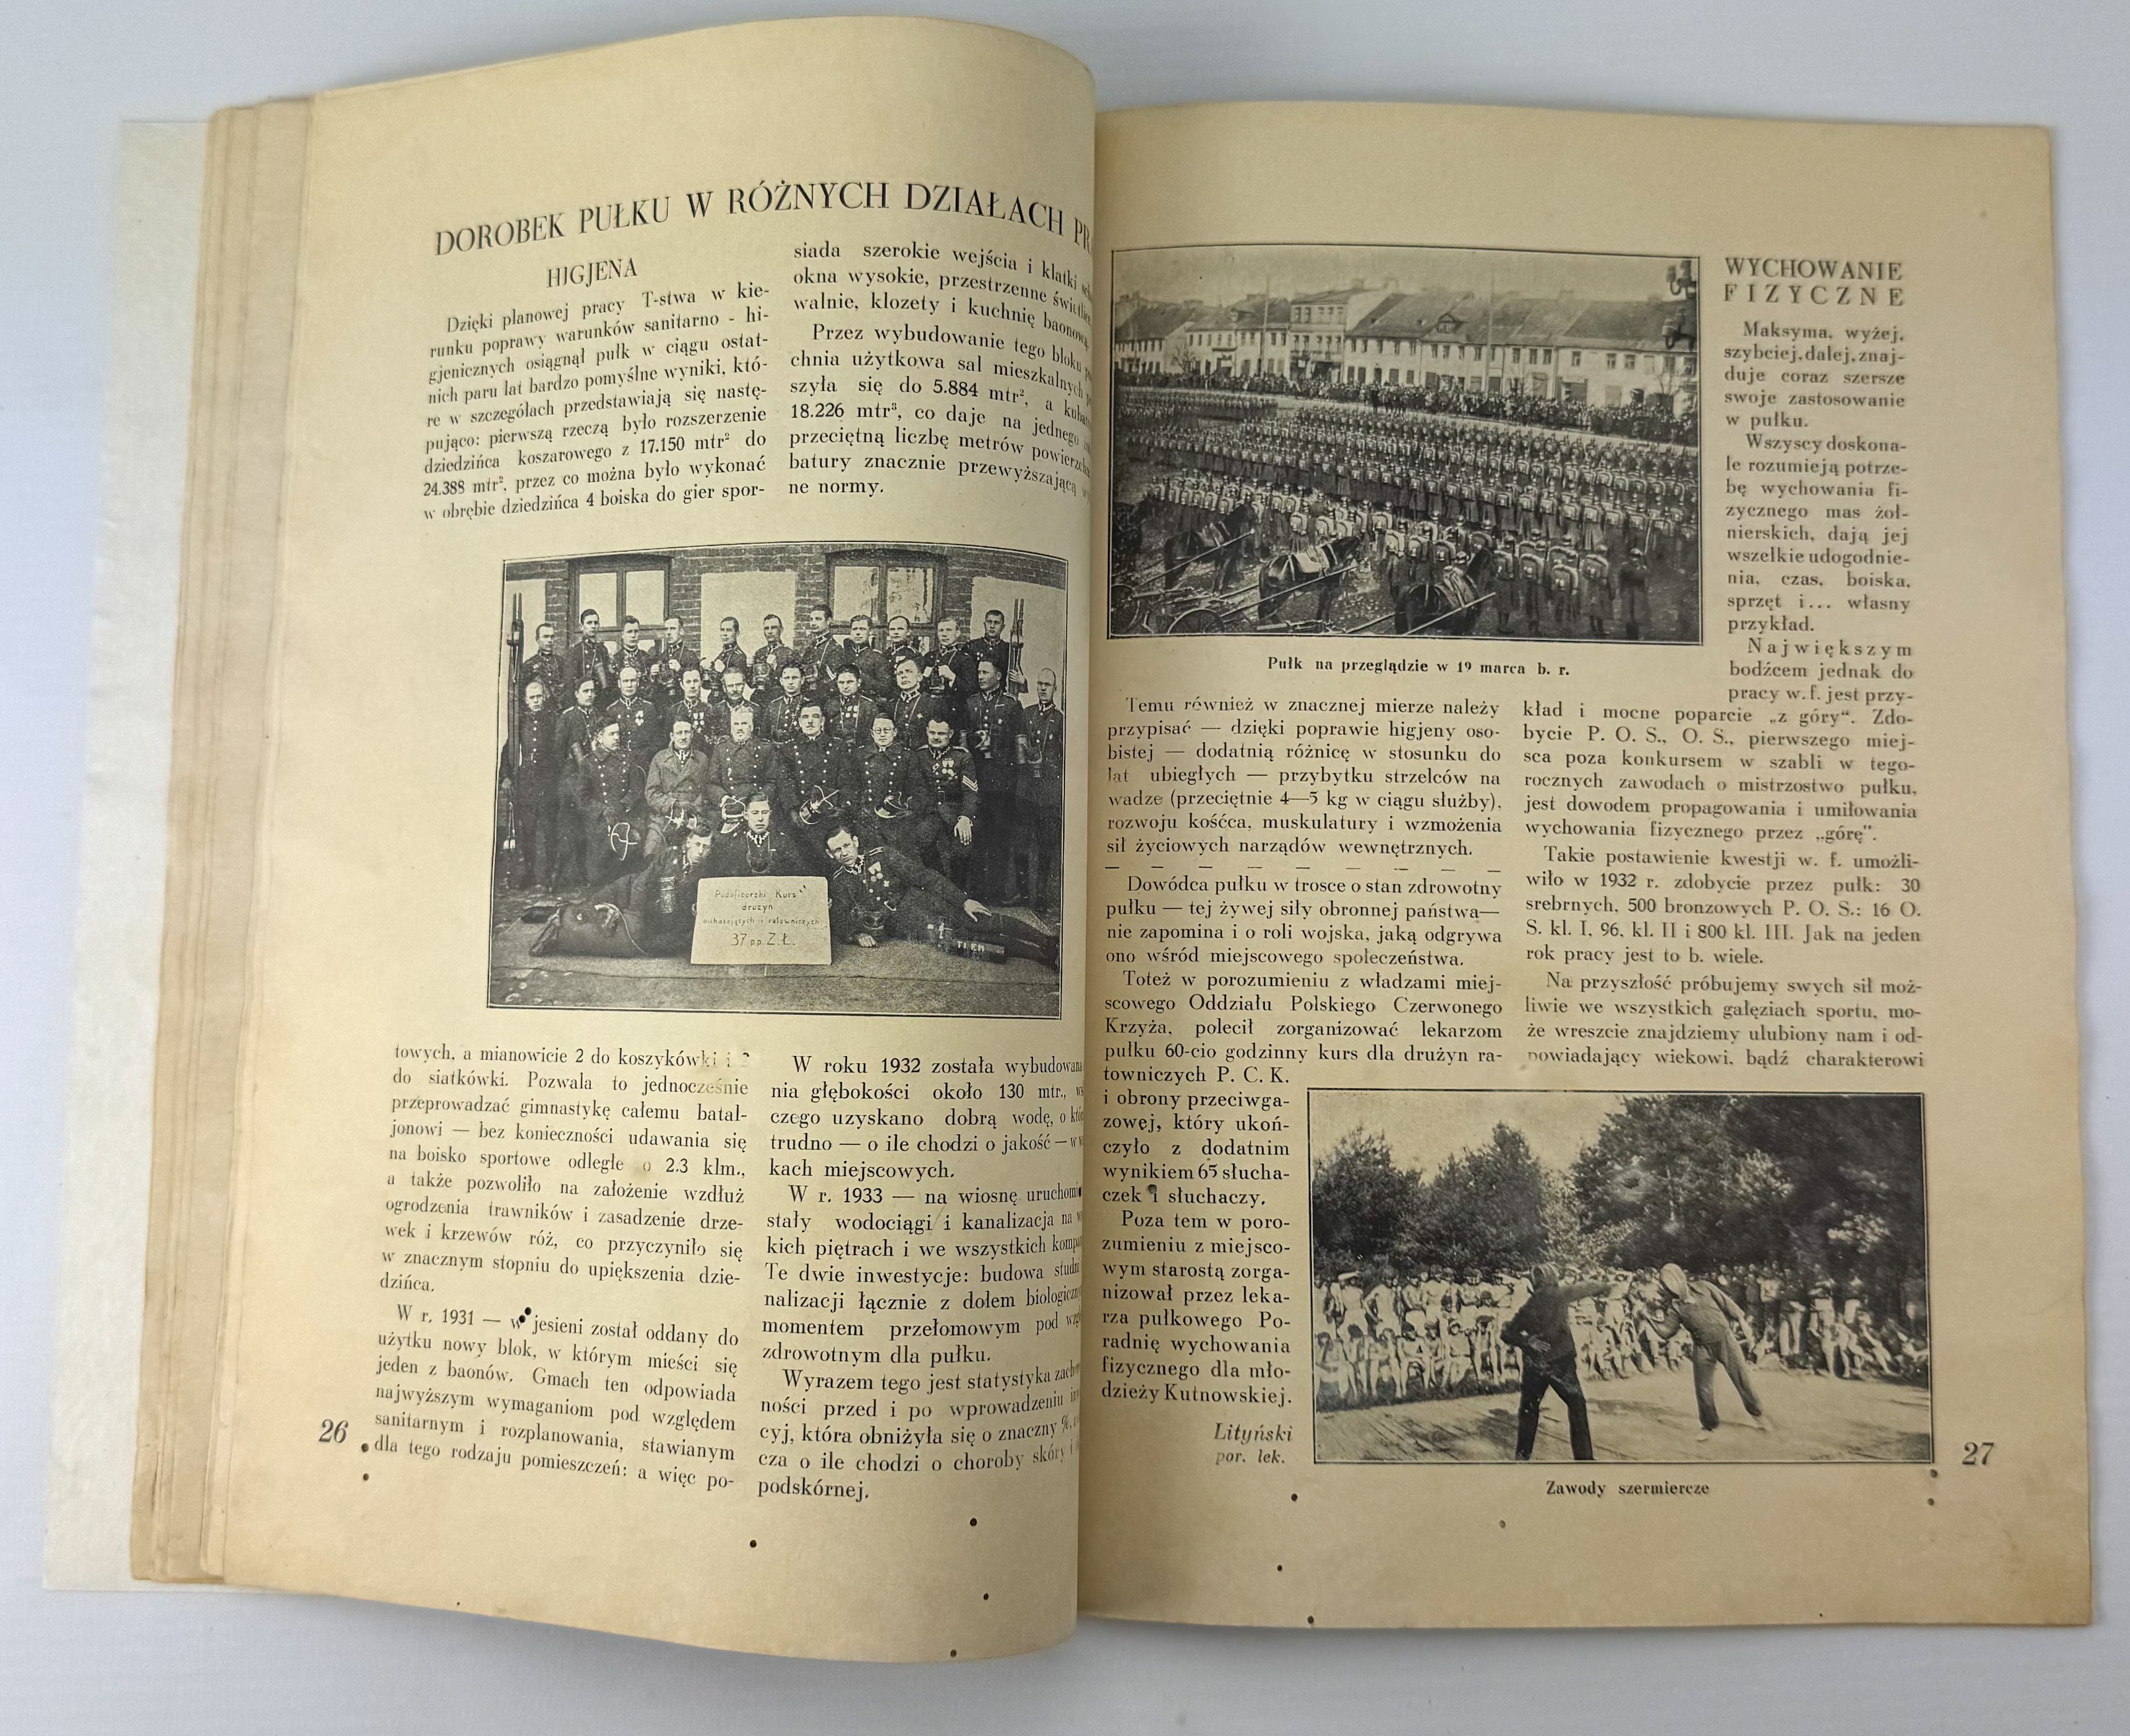 DOROBEK PUŁKU W RÓŻNYCH DZIAŁACH
HIGJENA
Dzięki planowej pracy T-stwa w kie-
runku poprawy warunków sanitarno - hi-
gjenicznych osiągnął pułk w ciągu ostat-
nich paru lat bardzo pomyślne wyniki, któ-
re w szczególach przedstawiają się nastę-
pująco: pierwszą rzeczą było rozszerzenie
dziedzińca koszarowego z 17.150 mtr² do
24.388 mtr², przez co można było wykonać
w obrębie dziedzińca 4 boiska do gier spor-
siada szerokie wejścia i klatki
okna wysokie, przestrzenne
walnie, klozety i kuchnię baonową
Przez wybudowanie tego bloku
chnia użytkowa sal mieszkalnych
szyła się do 5.884 mtr², a
18.226 mtr³, co daje na jednego
przeciętną liczbę metrów
batury znacznie przewyższającą
ne normy.
Podoficerski Kurs
drużyn
odkażających i ratowniczych
37 p.p. Z.Ł.
towych, a mianowicie 2 do koszykówki i 2
do siatkówki. Pozwala to jednocześnie
przeprowadzać gimnastykę całemu batal-
jonowi — bez konieczności udawania się
na boisko sportowe odległe o 2.3 klm.,
a także pozwoliło na założenie wzdłuż
ogrodzenia trawników i zasadzenie drze-
wek i krzewów róż, co przyczyniło się
w znacznym stopniu do upiększenia dzie-
dzińca.
W r. 1931 — w jesieni został oddany do
użytku nowy blok, w którym mieści się
jeden z baonów. Gmach ten odpowiada
najwyższym wymaganiom pod względem
sanitarnym i rozplanowania, stawianym
dla tego rodzaju pomieszczeń: a więc po-
26
W roku 1932 została wybudowana
nia głębokości około 130 mtr.,
czego uzyskano dobrą wodę, o
trudno — o ile chodzi o jakość —
kach miejscowych.
W r. 1933 — na wiosnę
stały wodociągi i kanalizacja na
kich piętrach i we wszystkich
Te dwie inwestycje: budowa
nalizacji łącznie z dołem
momentem przełomowym pod
zdrowotnym dla pułku.
Wyrazem tego jest statystyka
ności przed i po wprowadzeniu
cyj, która obniżyła się o znaczny %,
cza o ile chodzi o choroby skóry i
podskórnej.
Pułk na przeglądzie w 19 marca b. r.
Temu również w znacznej mierze należy
przypisać — dzięki poprawie higjeny oso-
bistej — dodatnią różnicę w stosunku do
lat ubiegłych — przybytku strzelców na
wadze (przeciętnie 4—5 kg w ciągu służby),
rozwoju kośćca, muskulatury i wzmożenia
sił życiowych narządów wewnętrznych.
Dowódca pułku w trosce o stan zdrowotny
pułku — tej żywej siły obronnej państwa—
nie zapomina i o roli wojska, jaką odgrywa
ono wśród miejscowego społeczeństwa.
Toteż w porozumieniu z władzami miej-
scowego Oddziału Polskiego Czerwonego
Krzyża, polecił zorganizować lekarzom
pułku 60-cio godzinny kurs dla drużyn ra-
towniczych P. C. K.
i obrony przeciwga-
zowej, który ukoń-
czyło z dodatnim
wynikiem 65 słucha-
czek i słuchaczy.
Poza tem w poro-
zumieniu z miejsco-
wym starostą zorga-
nizował przez leka-
rza pułkowego Po-
radnię wychowania
fizycznego dla mło-
dzieży Kutnowskiej.
Lityński
por. lek.
WYCHOWANIE
FIZYCZNE
Maksyma, wyżej,
szybciej, dalej, znaj-
duje coraz szersze
swoje zastosowanie
w pułku.
Wszyscy doskona-
le rozumieją potrze-
bę wychowania fi-
zycznego mas żoł-
nierskich, dają jej
wszelkie udogodnie-
nia, czas, boiska,
sprzęt i... własny
przykład.
Największym
bodźcem jednak do
pracy w. f. jest przy-
kład i mocne poparcie „z góry“. Zdo-
bycie P. O. S., O. S., pierwszego miej-
sca poza konkursem w szabli w tego-
rocznych zawodach o mistrzostwo pułku,
jest dowodem propagowania i umiłowania
wychowania fizycznego przez „górę“.
Takie postawienie kwestji w. f. umożli-
wiło w 1932 r. zdobycie przez pułk: 30
srebrnych, 500 bronzowych P. O. S.: 16 O.
S. kl. I, 96, kl. II i 800 kl. III. Jak na jeden
rok pracy jest to b. wiele.
Na przyszłość próbujemy swych sił moż-
liwie we wszystkich gałęziach sportu, mo-
że wreszcie znajdziemy ulubiony nam i od-
powiadający wiekowi, bądź charakterowi
Zawody szermiercze
27